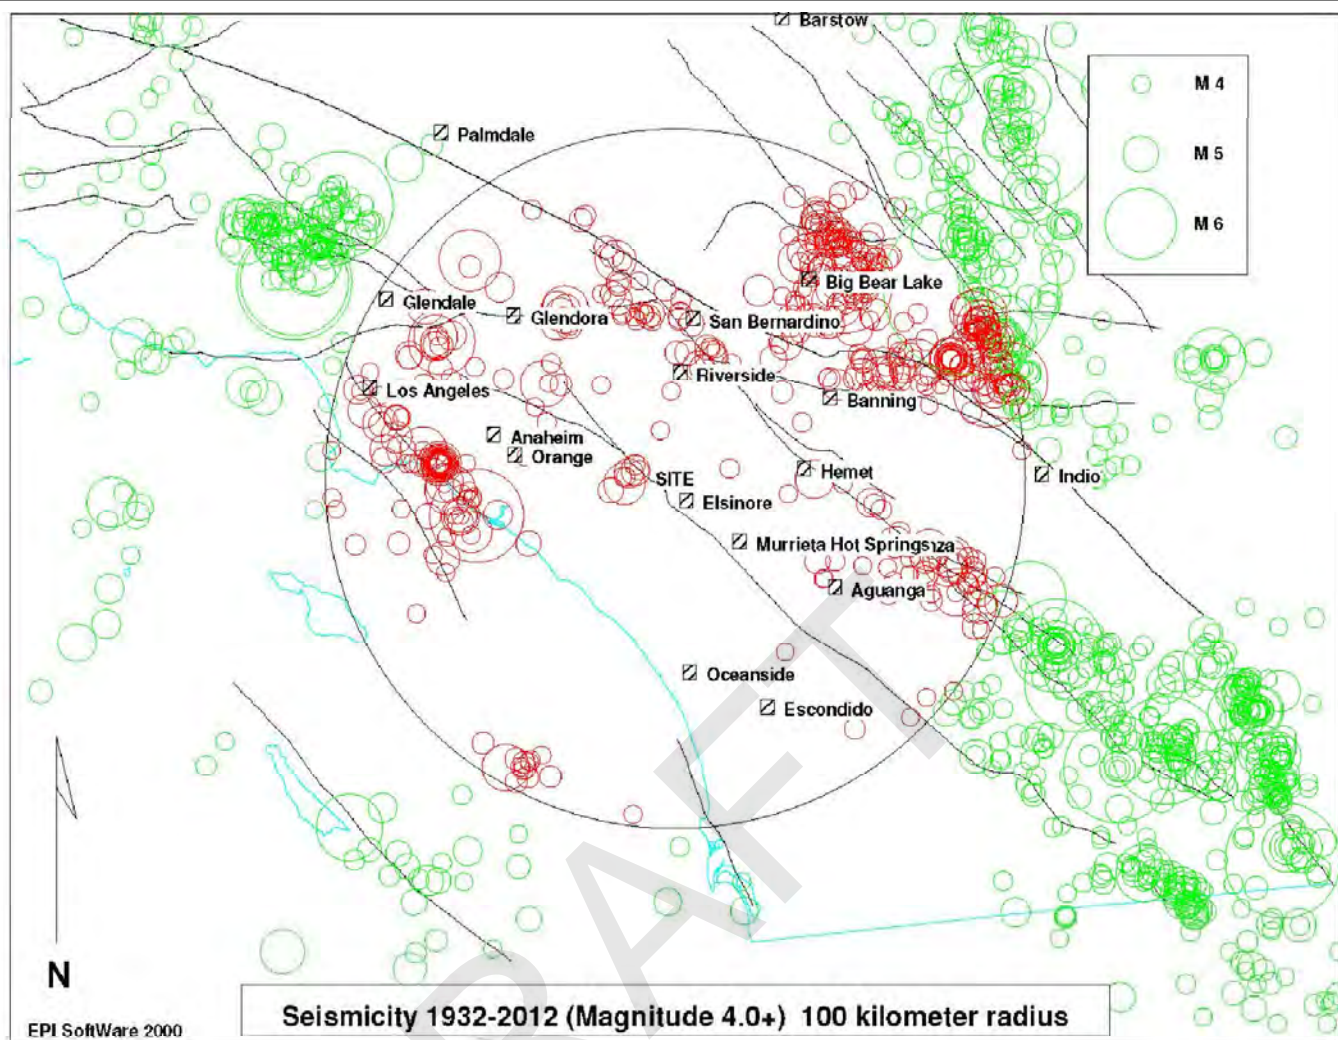 Barstow
M 4
Palmdale
M 5
M 6
Big Bear Lake
Glendale
Glendora
San Bernardino
Riverside
Los Angeles
Banning
Anaheim
Orange
SITE
Hemet
Indio
Elsinore
Murrieta Hot Springs
za
Aguanga
Oceanside
Escondido
N
Seismicity 1932-2012 (Magnitude 4.0+) 100 kilometer radius
EPI SoftWare 2000
RAFT